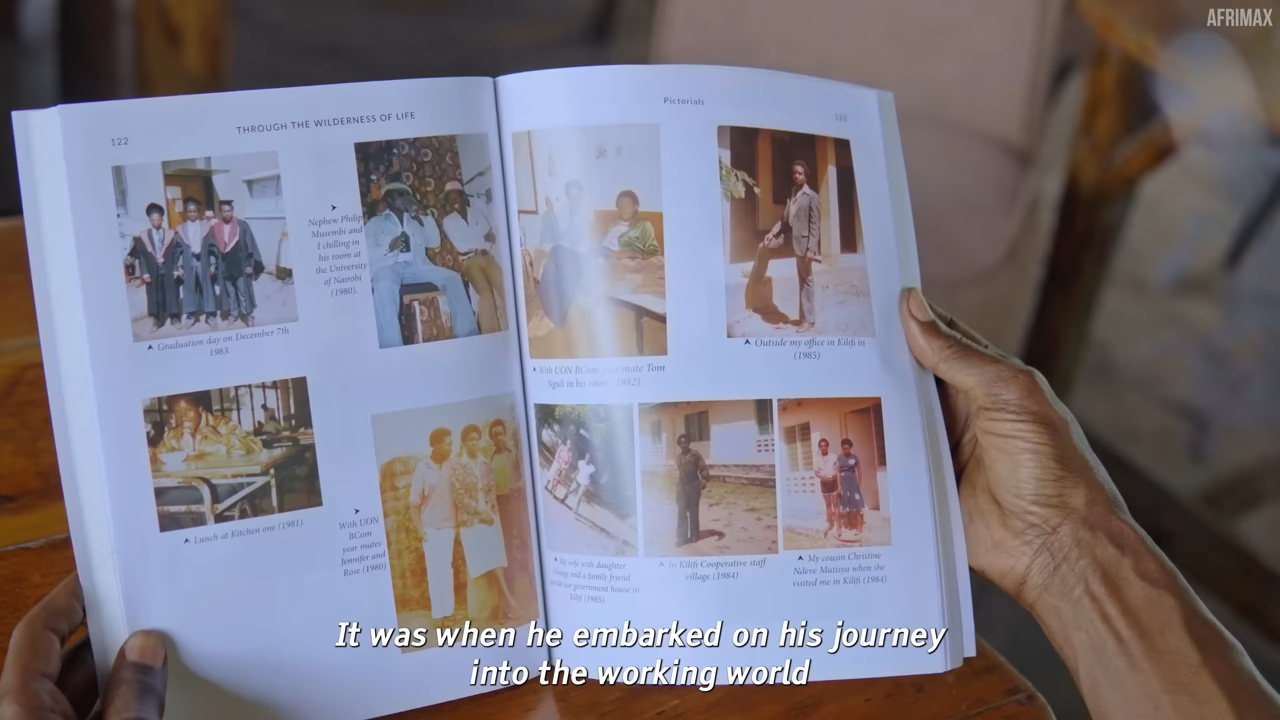 AFRIMAX
122
THROUGH THE WILDERNESS OF LIFE
Nephew Philip
Musembi and
I chilling in
his room at
the University
of Nairobi
(1980).
Graduation day on December 7th
1983.
Lunch at Kitchen one (1981)
With UON
BCom
year mates
Jennifer and
Rose (1980)
Pictorials
123
With UON BCom year mate Tom
Nguli in his room (1982)
Outside my office in Kilifi in
(1985)
My wife with daughter
and a family friend
our government house in
Kilifi (1985)
In Kilifi Cooperative staff
village (1984)
My cousin Christine
Ndeve Mutisya when she
visited me in Kilifi (1984)
It was when he embarked on his journey
into the working world